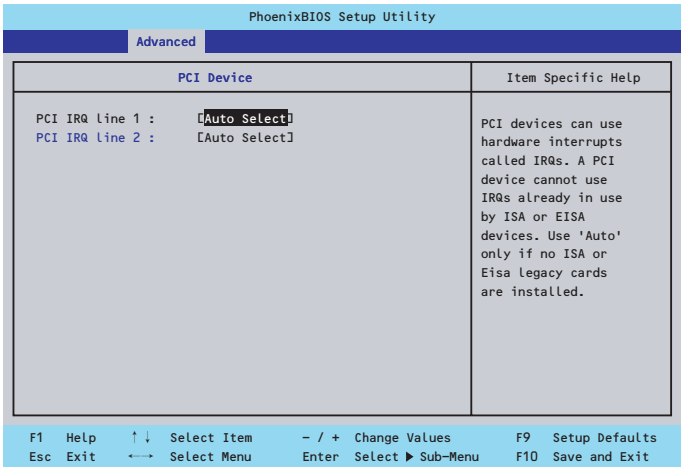 PhoenixBIOS Setup Utility
Advanced
PCI Device
Item Specific Help
PCI IRQ line 1 : [Auto Select]
PCI IRQ line 2 : [Auto Select]
PCI devices can use
hardware interrupts
called IRQs. A PCI
device cannot use
IRQs already in use
by ISA or EISA
devices. Use 'Auto'
only if no ISA or
Eisa legacy cards
are installed.
F1 Help ↑↓ Select Item – / + Change Values F9 Setup Defaults
Esc Exit ←→ Select Menu Enter Select ▶ Sub–Menu F10 Save and Exit